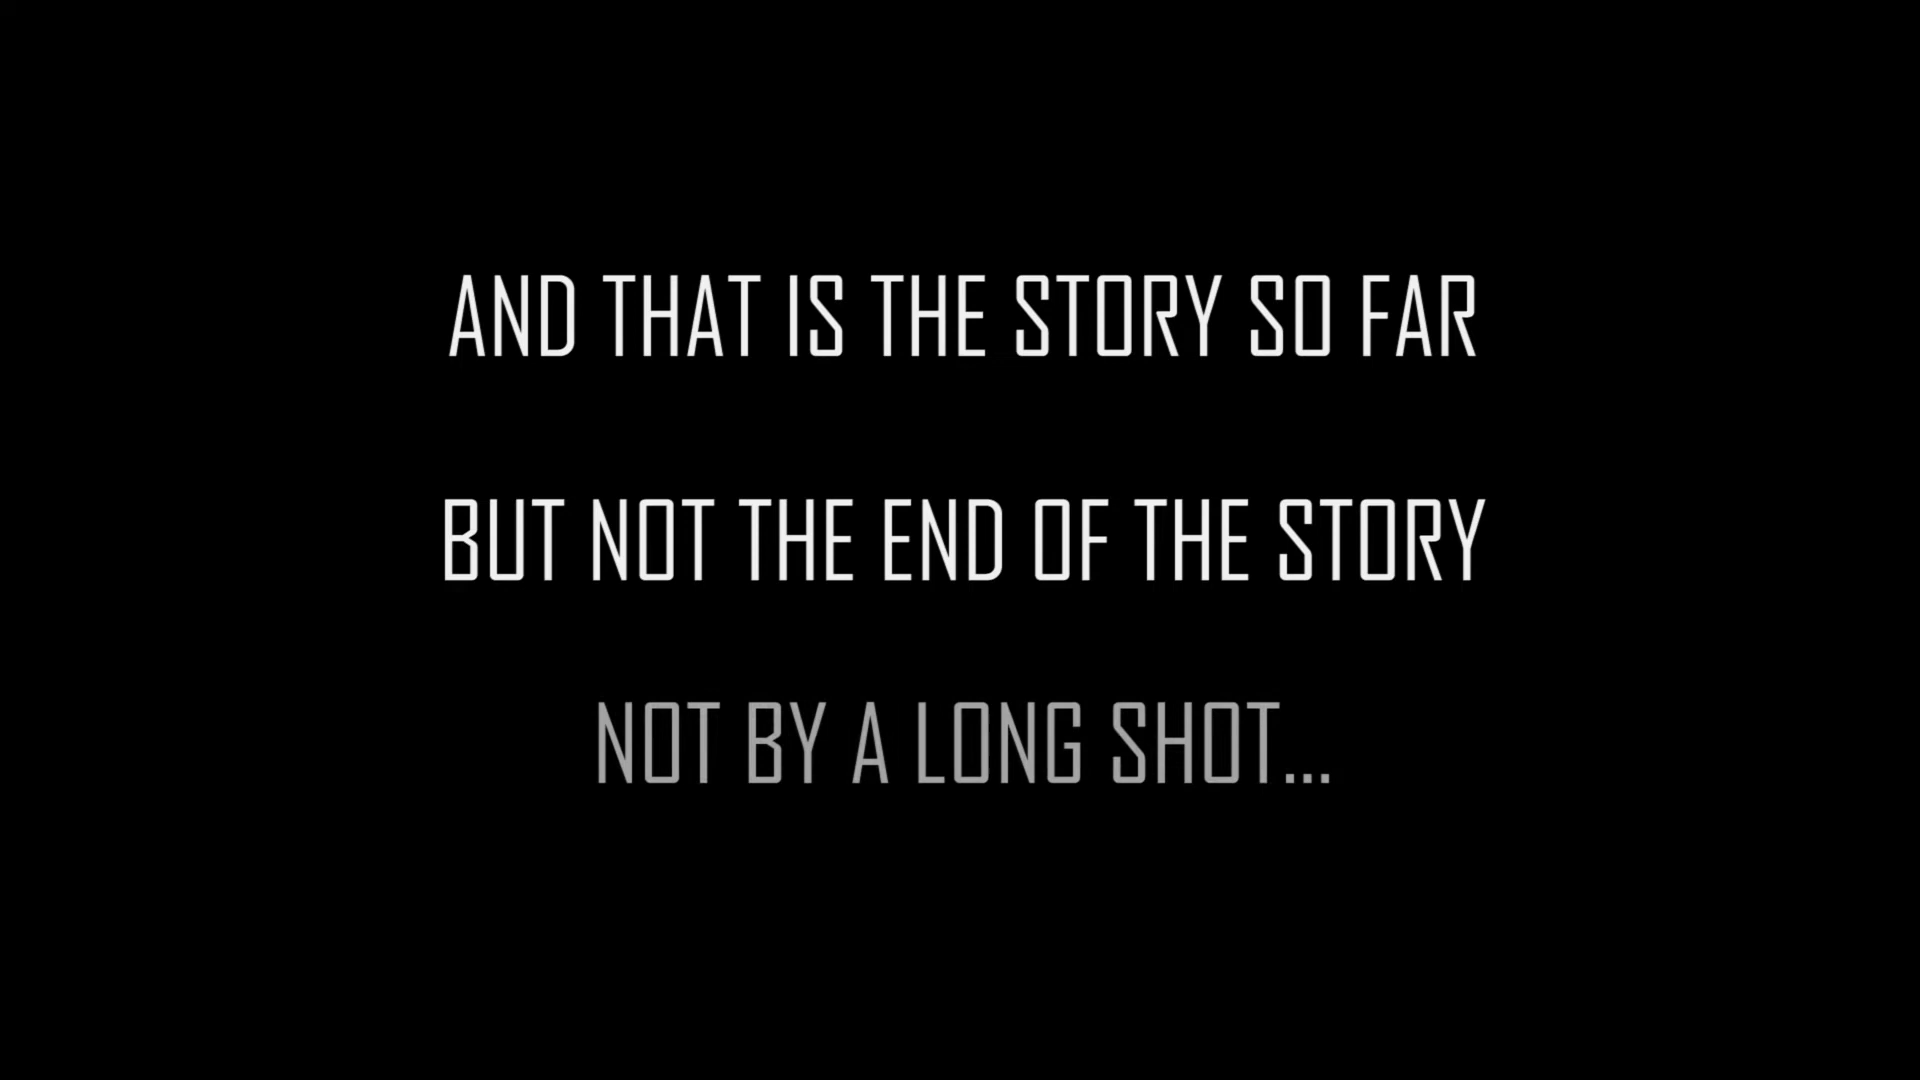 AND THAT IS THE STORY SO FAR
BUT NOT THE END OF THE STORY
NOT BY A LONG SHOT...